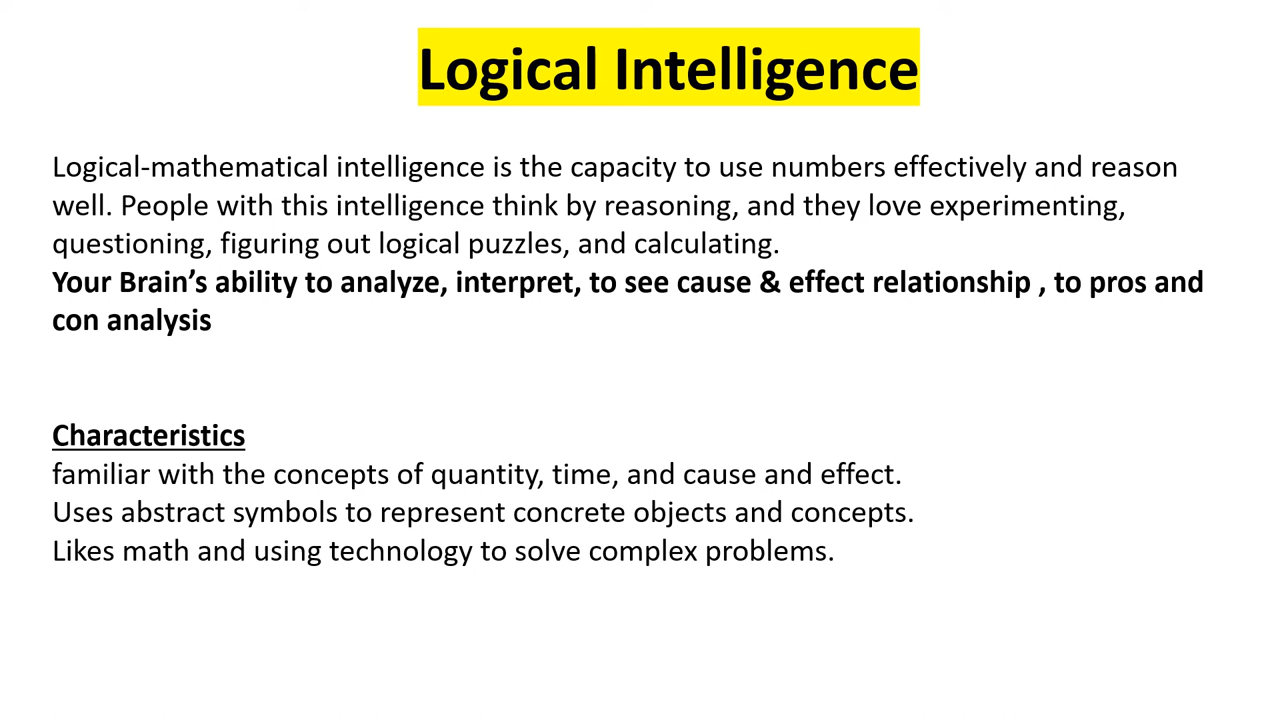 Logical Intelligence
Logical-mathematical intelligence is the capacity to use numbers effectively and reason
well. People with this intelligence think by reasoning, and they love experimenting,
questioning, figuring out logical puzzles, and calculating.
Your Brain’s ability to analyze, interpret, to see cause & effect relationship , to pros and
con analysis
Characteristics
familiar with the concepts of quantity, time, and cause and effect.
Uses abstract symbols to represent concrete objects and concepts.
Likes math and using technology to solve complex problems.